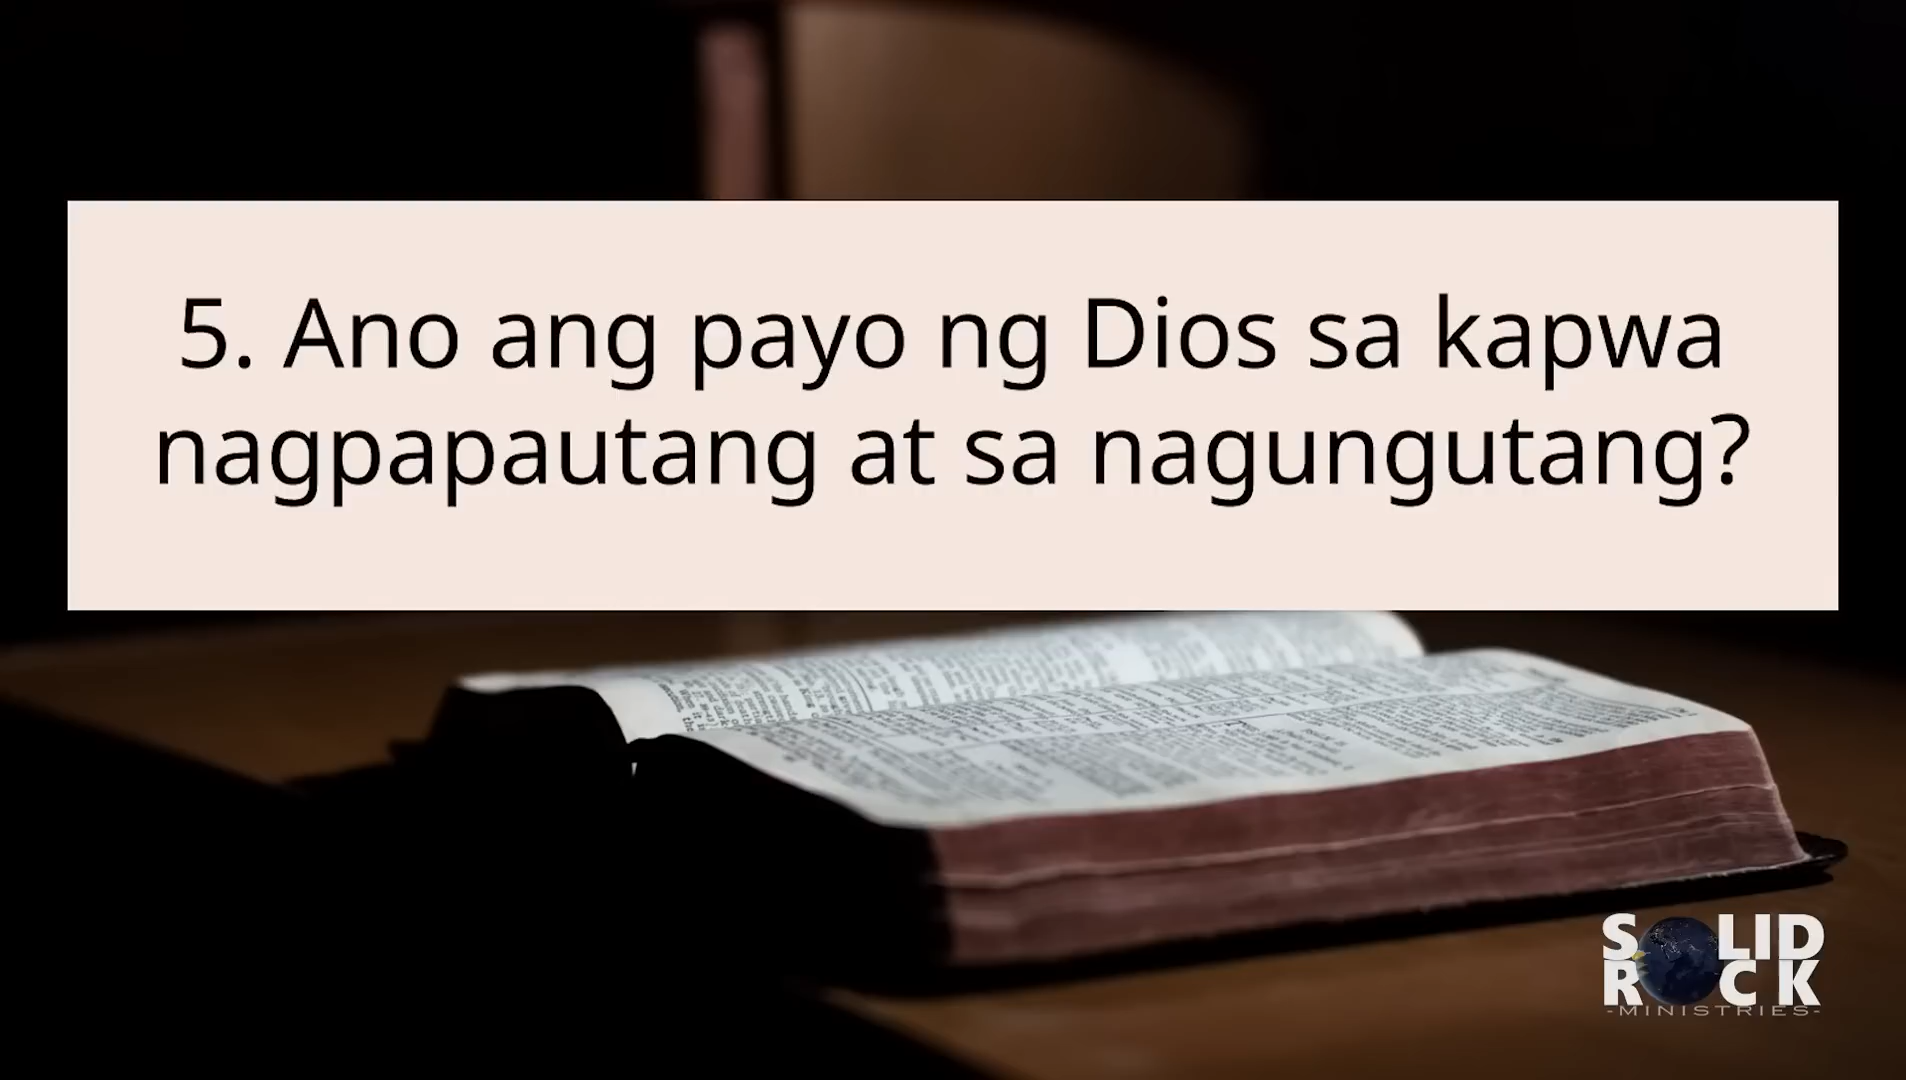 5. Ano ang payo ng Dios sa kapwa
nagpapautang at sa nagungutang?
SOLID
ROCK
-MINISTRIES-